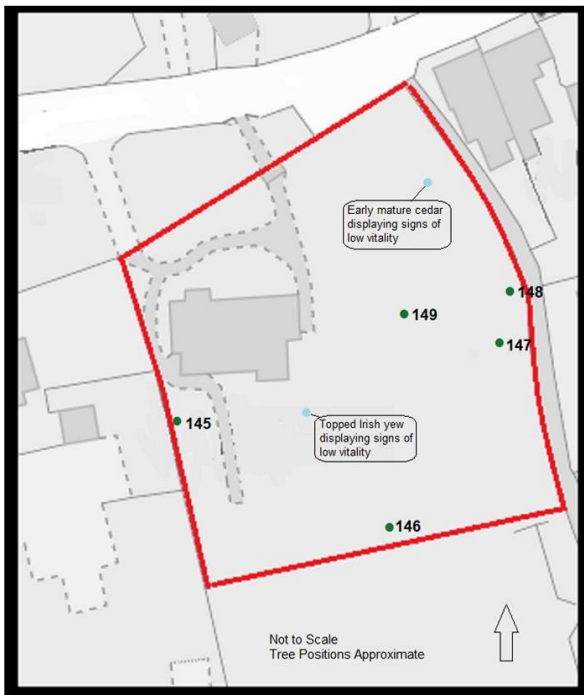 Early mature cedar
displaying signs of
low vitality
148
149
147
Topped Irish yew
displaying signs of
low vitality
145
146
Not to Scale
Tree Positions Approximate